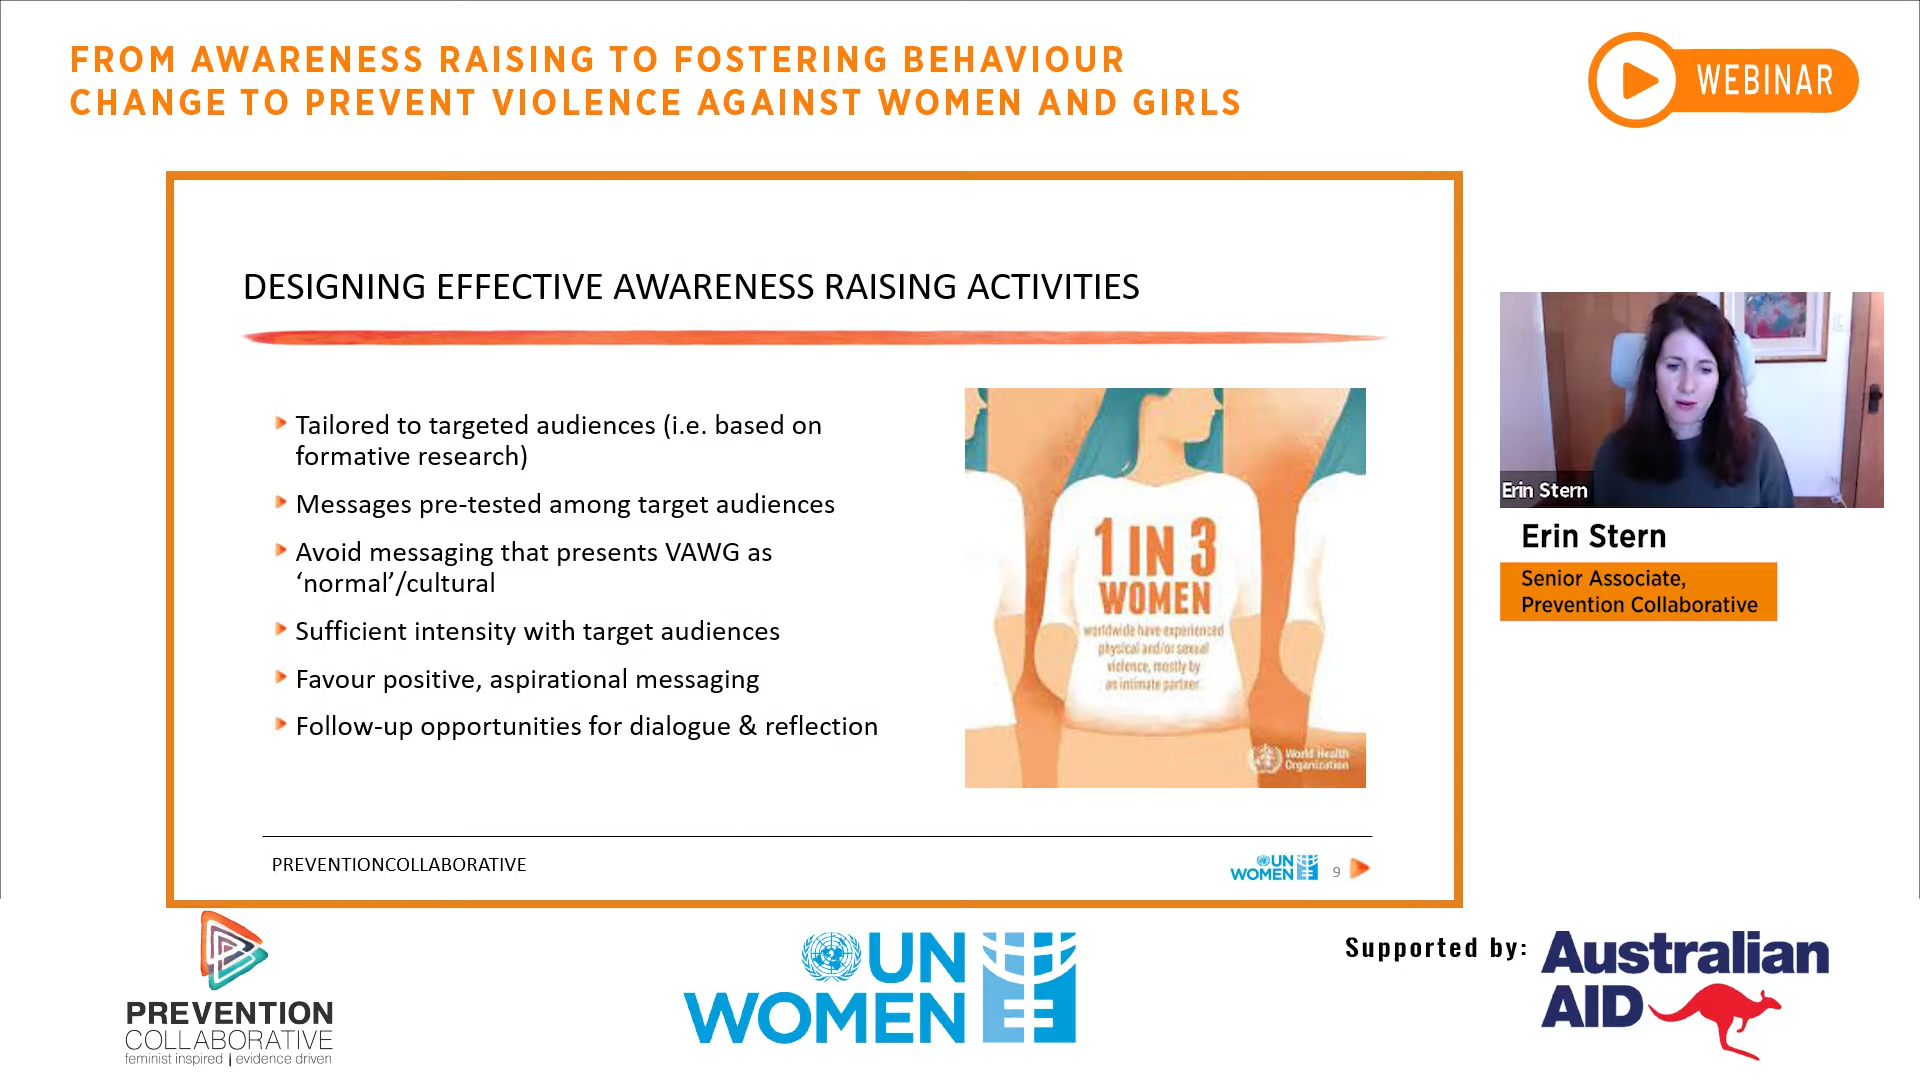 FROM AWARENESS RAISING TO FOSTERING BEHAVIOUR
CHANGE TO PREVENT VIOLENCE AGAINST WOMEN AND GIRLS
WEBINAR
DESIGNING EFFECTIVE AWARENESS RAISING ACTIVITIES
Tailored to targeted audiences (i.e. based on
formative research)
Messages pre-tested among target audiences
Avoid messaging that presents VAWG as
‘normal’/cultural
Sufficient intensity with target audiences
Favour positive, aspirational messaging
Follow-up opportunities for dialogue & reflection
1 IN 3
WOMEN
worldwide have experienced
physical and/or sexual
violence, mostly by
an intimate partner.
World Health
Organization
PREVENTIONCOLLABORATIVE
UN
WOMEN
9
Erin Stern
Erin Stern
Senior Associate,
Prevention Collaborative
PREVENTION
COLLABORATIVE
feminist inspired | evidence driven
UN
WOMEN
Supported by:
Australian
AID